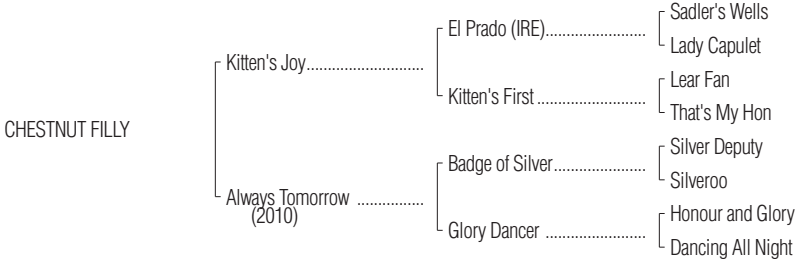 Sadler's Wells
El Prado (IRE)........................
Lady Capulet
Kitten's Joy............................
Lear Fan
Kitten's First ..........................
That's My Hon
CHESTNUT FILLY
Silver Deputy
Badge of Silver......................
Silveroo
Always Tomorrow ................
(2010)
Honour and Glory
Glory Dancer ........................
Dancing All Night